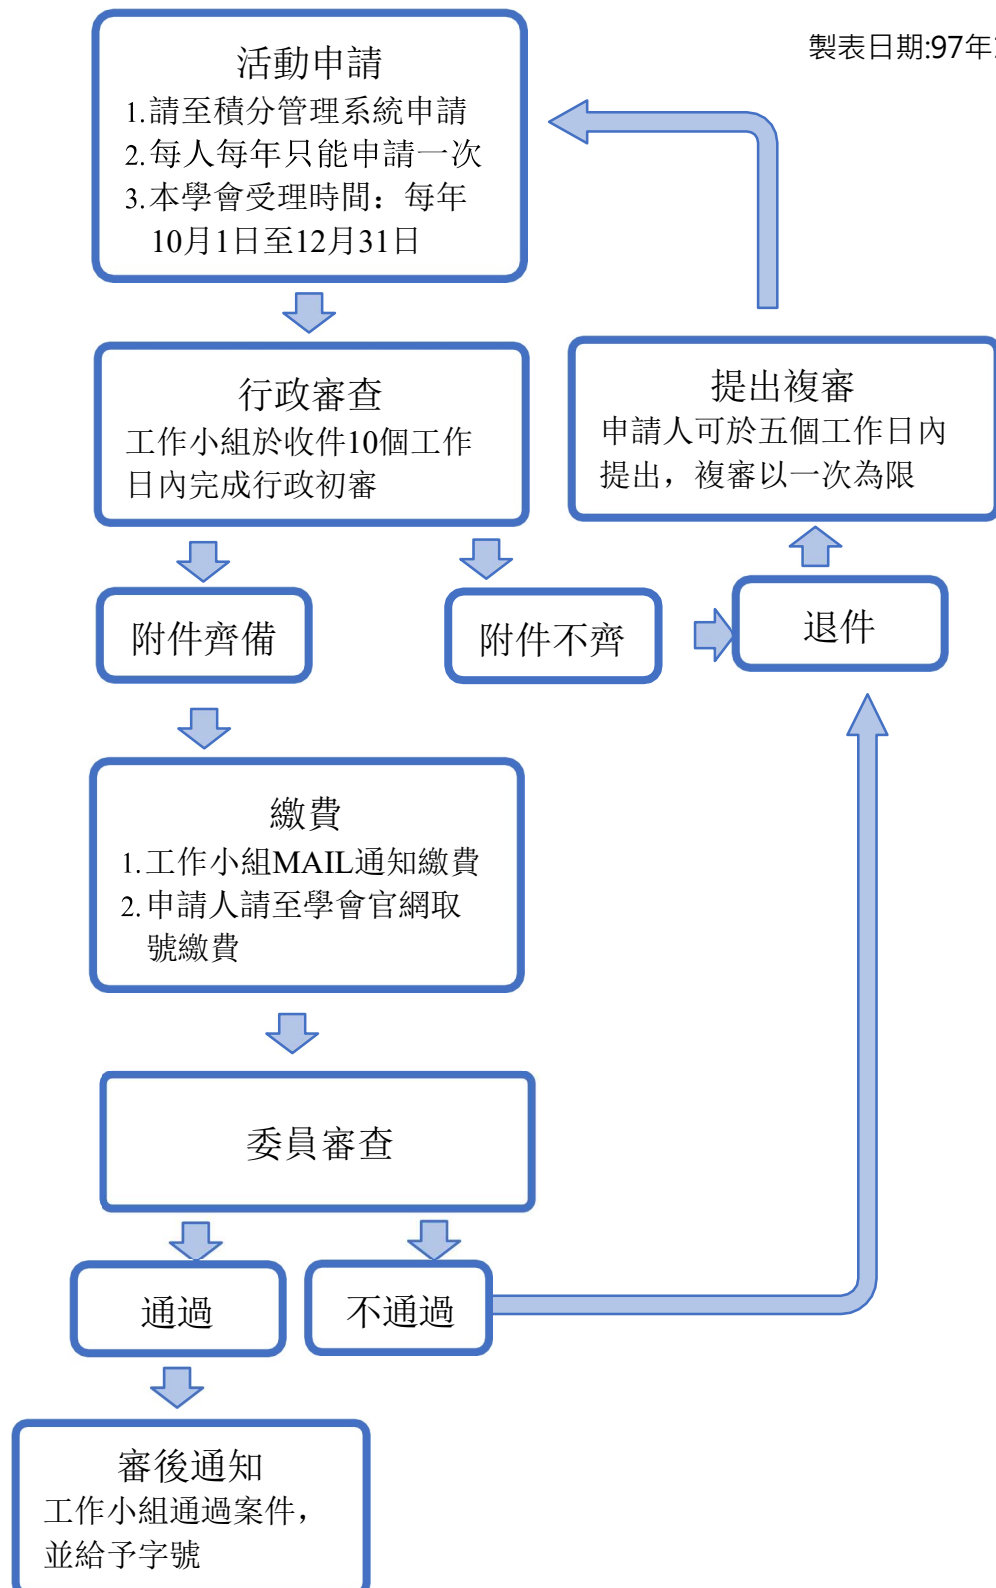 製表日期:97年
活動申請
1.請至積分管理系統申請
2.每人每年只能申請一次
3.本學會受理時間：每年
10月1日至12月31日
行政審查
工作小組於收件10個工作
日內完成行政初審
提出複審
申請人可於五個工作日內
提出，複審以一次為限
附件齊備
附件不齊
退件
繳費
1.工作小組MAIL通知繳費
2.申請人請至學會官網取
號繳費
委員審查
通過
不通過
審後通知
工作小組通過案件，
並給予字號